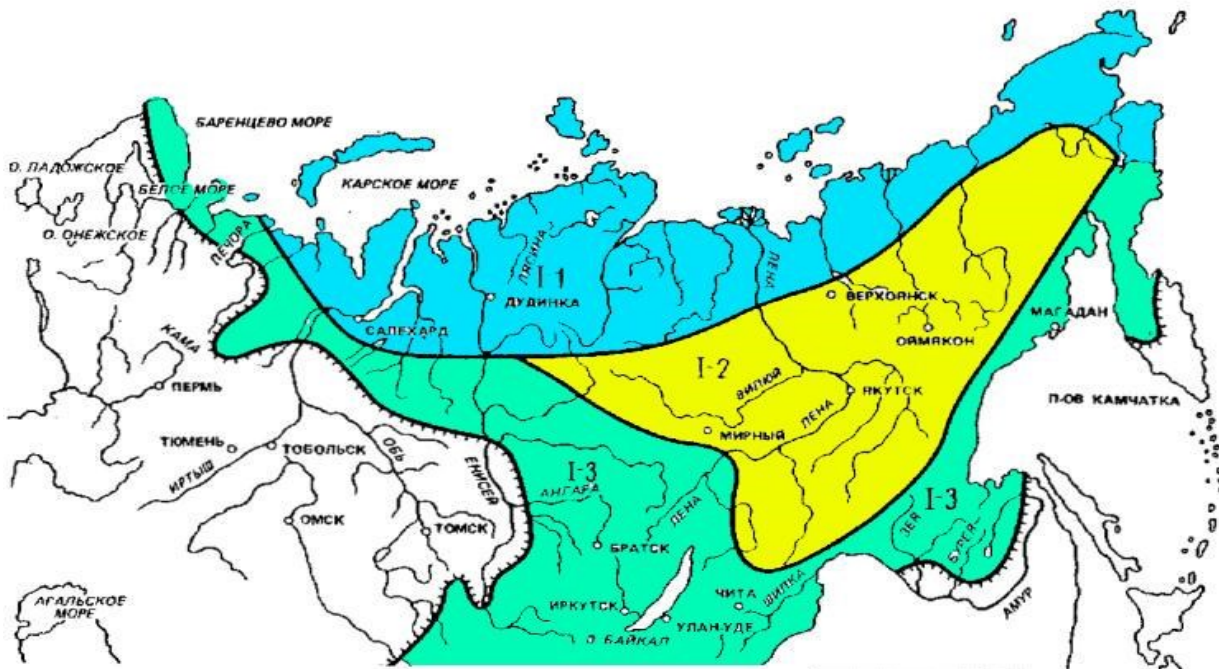 БАРЕНЦЕВО МОРЕ
О. ЛАДОЖСКОЕ
БЕЛОЕ МОРЕ
КАРСКОЕ МОРЕ
О. ОНЕЖСКОЕ
ПЕЧОРА
ПЯСИНА
I-1
ЛЕНА
ДУДИНКА
ВЕРХОЯНСК
САЛЕХАРД
МАГАДАН
ОЙМЯКОН
КАМА
I-2
ВИЛЮЙ
ЯКУТСК
ПЕРМЬ
П-ОВ КАМЧАТКА
ЛЕНА
МИРНЫЙ
ТЮМЕНЬ
ТОБОЛЬСК
ОБЬ
ИРТЫШ
ЕНИСЕЙ
I-3
АНГАРА
I-3
ЛЕНА
ЗЕЯ
БУРЕЯ
ОМСК
ТОМСК
БРАТСК
АРАЛЬСКОЕ
МОРЕ
ИРКУТСК
ЧИТА
ШИЛКА
АМУР
УЛАН-УДЕ
О. БАЙКАЛ